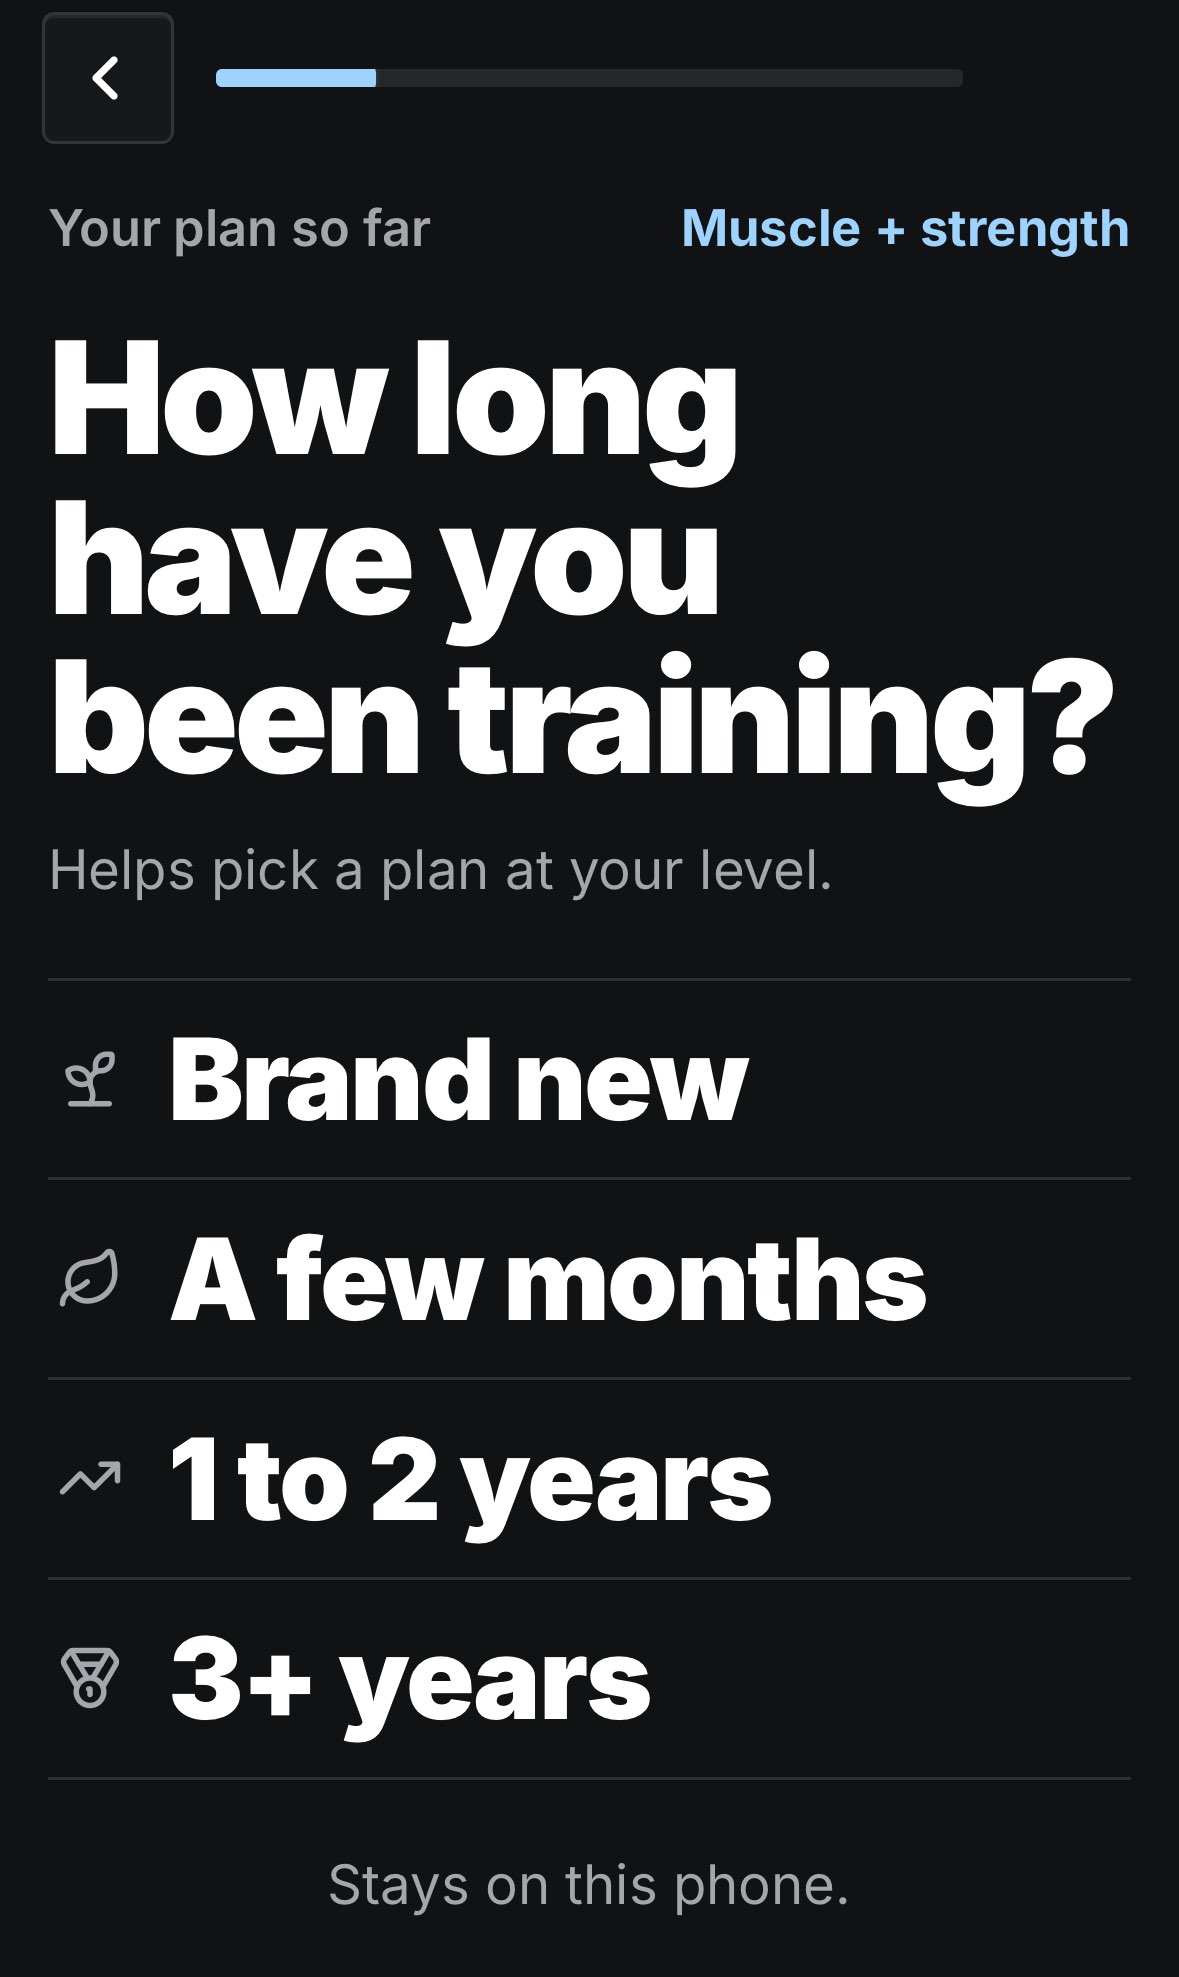 Your plan so far
Muscle + strength
How long
have you
been training?
Helps pick a plan at your level.
Brand new
A few months
1 to 2 years
3+ years
Stays on this phone.